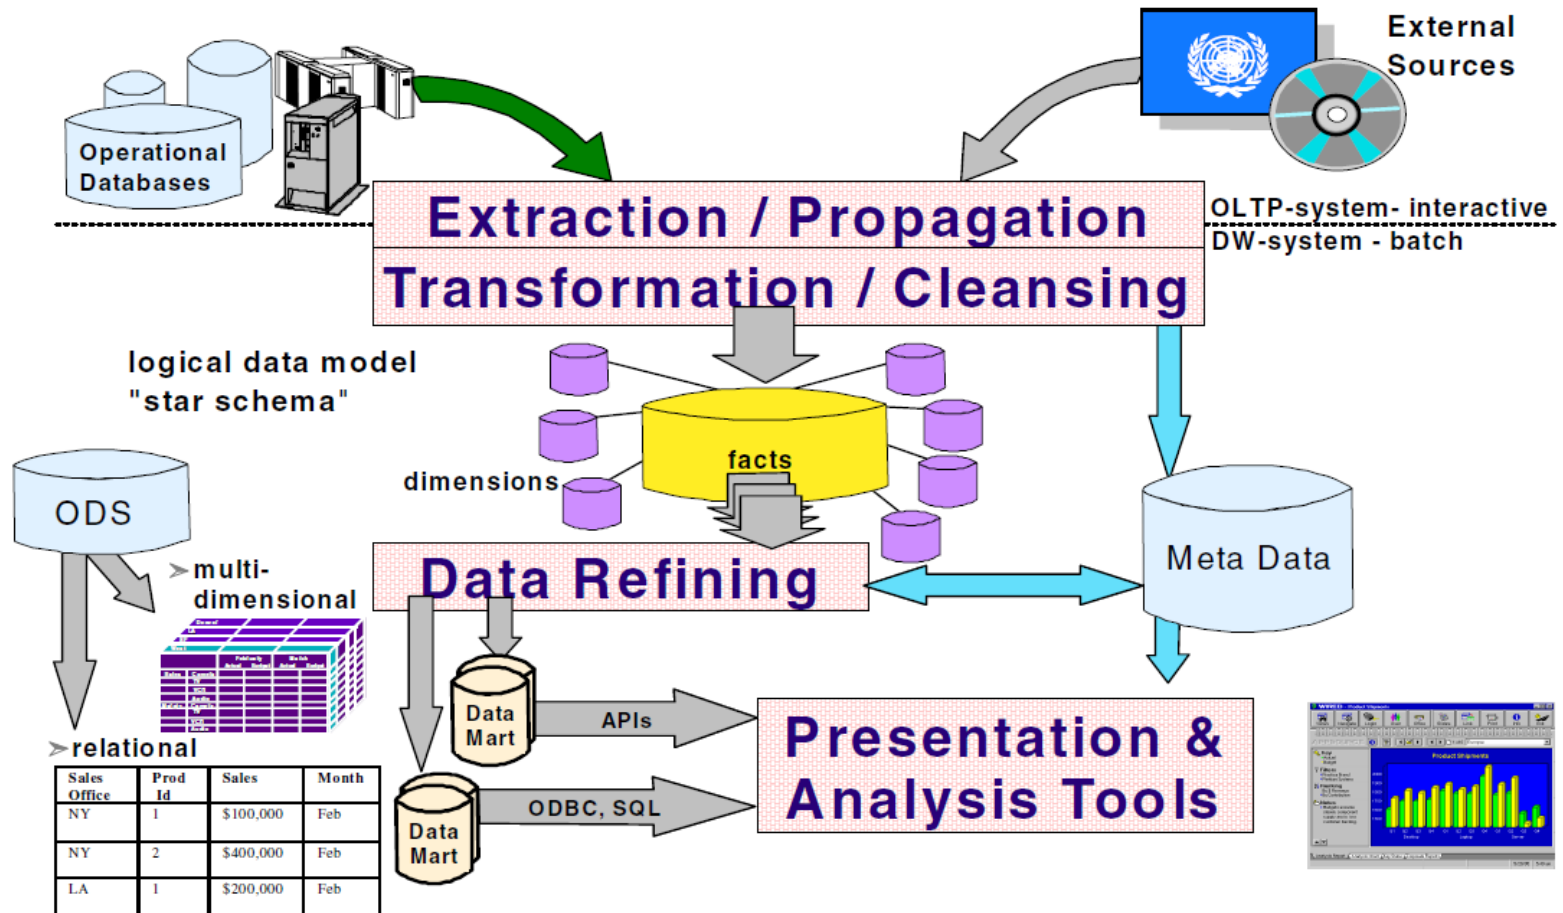 External
Sources
Operational
Databases
Extraction / Propagation
OLTP-system- interactive
DW-system - batch
Transformation / Cleansing
logical data model
"star schema"
dimensions
facts
ODS
Meta Data
➢ multi-
dimensional
Data Refining
Data
Mart
APIs
Presentation &
Analysis Tools
➢ relational
Sales Office Prod Id Sales Month
NY 1 $100,000 Feb
NY 2 $400,000 Feb
LA 1 $200,000 Feb
Data
Mart
ODBC, SQL
Product Shipments